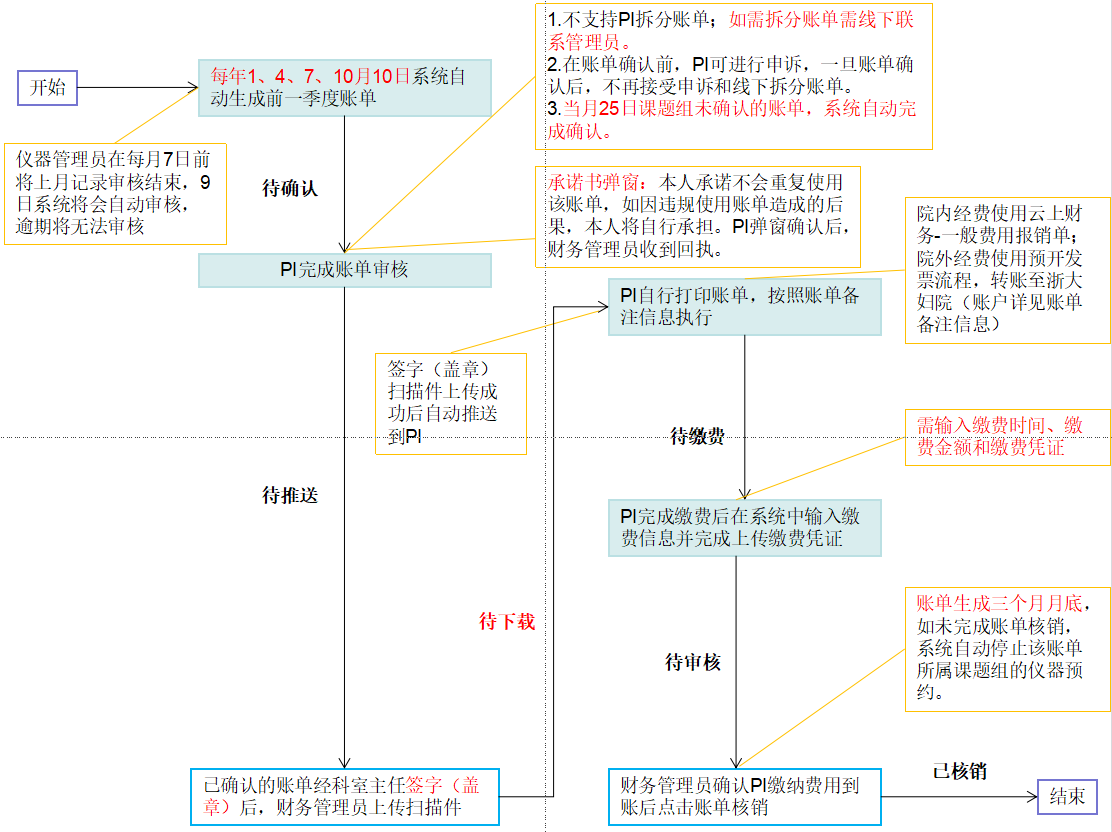 开始
每年1、4、7、10月10日系统自
动生成前一季度账单
仪器管理员在每月7日前
将上月记录审核结束，9
日系统将会自动审核，
逾期将无法审核
待确认
1.不支持PI拆分账单；如需拆分账单需线下联
系管理员。
2.在账单确认前，PI可进行申诉，一旦账单确
认后，不再接受申诉和线下拆分账单。
3.当月25日课题组未确认的账单，系统自动完
成确认。
承诺书弹窗：本人承诺不会重复使用
该账单，如因违规使用账单造成的后
果，本人将自行承担。PI弹窗确认后，
财务管理员收到回执。
PI完成账单审核
院内经费使用云上财
务-一般费用报销单；
院外经费使用预开发
票流程，转账至浙大
妇院（账户详见账单
备注信息）
PI自行打印账单，按照账单备
注信息执行
签字（盖章）
扫描件上传成
功后自动推送
到PI
待缴费
需输入缴费时间、缴
费金额和缴费凭证
待推送
PI完成缴费后在系统中输入缴
费信息并完成上传缴费凭证
待下载
待审核
账单生成三个月月底，
如未完成账单核销，
系统自动停止该账单
所属课题组的仪器预
约。
已确认的账单经科室主任签字（盖
章）后，财务管理员上传扫描件
财务管理员确认PI缴纳费用到
账后点击账单核销
已核销
结束